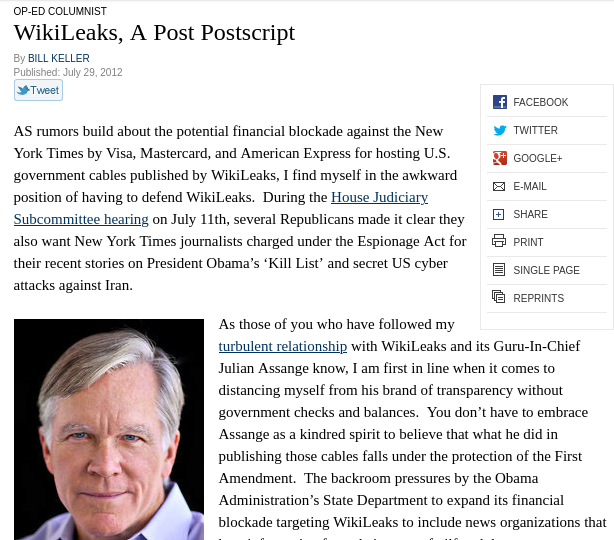 OP-ED COLUMNIST
WikiLeaks, A Post Postscript
By BILL KELLER
Published: July 29, 2012
Tweet
FACEBOOK
TWITTER
GOOGLE+
E-MAIL
SHARE
PRINT
SINGLE PAGE
REPRINTS
AS rumors build about the potential financial blockade against the New
York Times by Visa, Mastercard, and American Express for hosting U.S.
government cables published by WikiLeaks, I find myself in the awkward
position of having to defend WikiLeaks.  During the House Judiciary
Subcommittee hearing on July 11th, several Republicans made it clear they
also want New York Times journalists charged under the Espionage Act for
their recent stories on President Obama’s ‘Kill List’ and secret US cyber
attacks against Iran.
As those of you who have followed my
turbulent relationship with WikiLeaks and its Guru-In-Chief
Julian Assange know, I am first in line when it comes to
distancing myself from his brand of transparency without
government checks and balances.  You don’t have to embrace
Assange as a kindred spirit to believe that what he did in
publishing those cables falls under the protection of the First
Amendment.  The backroom pressures by the Obama
Administration’s State Department to expand its financial
blockade targeting WikiLeaks to include news organizations that